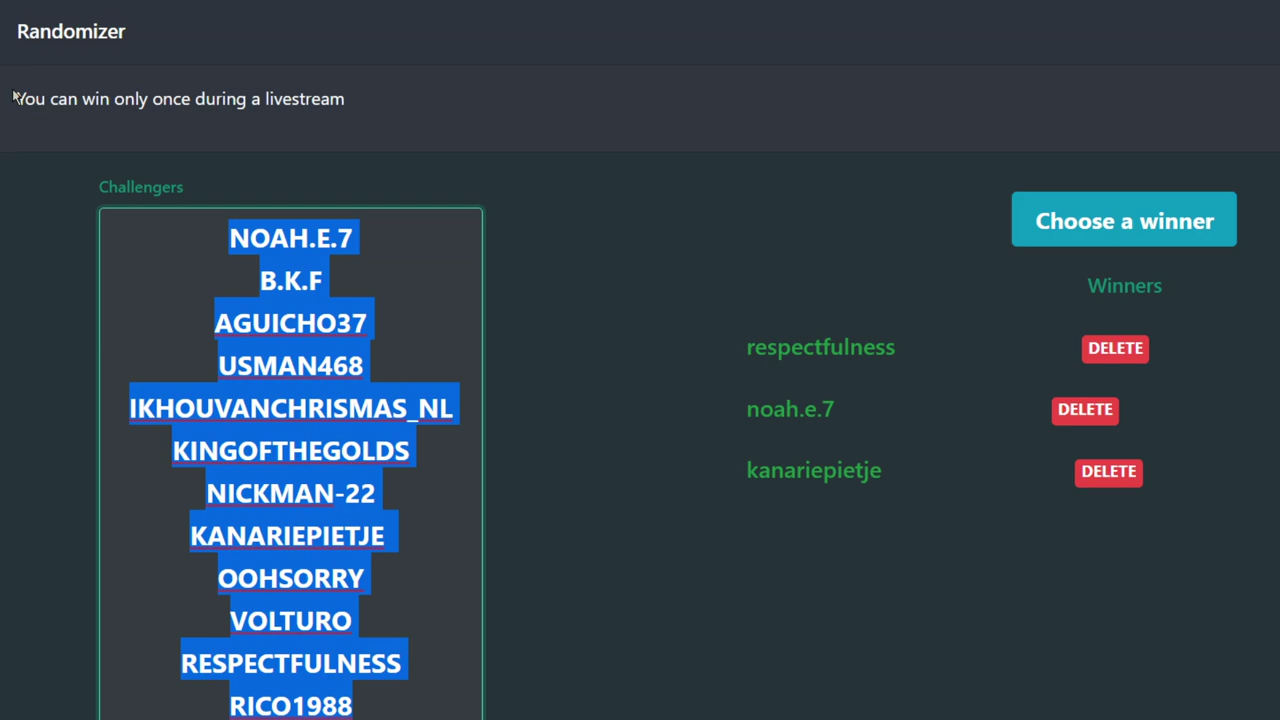 Randomizer
You can win only once during a livestream
Challengers
NOAH.E.7
B.K.F
AGUICHO37
USMAN468
IKHOUVANCHRISMAS_NL
KINGOFTHEGOLDS
NICKMAN-22
KANARIEPIETJE
OOHSORRY
VOLTURO
RESPECTFULNESS
RICO1988
Choose a winner
Winners
respectfulness DELETE
noah.e.7 DELETE
kanariepietje DELETE